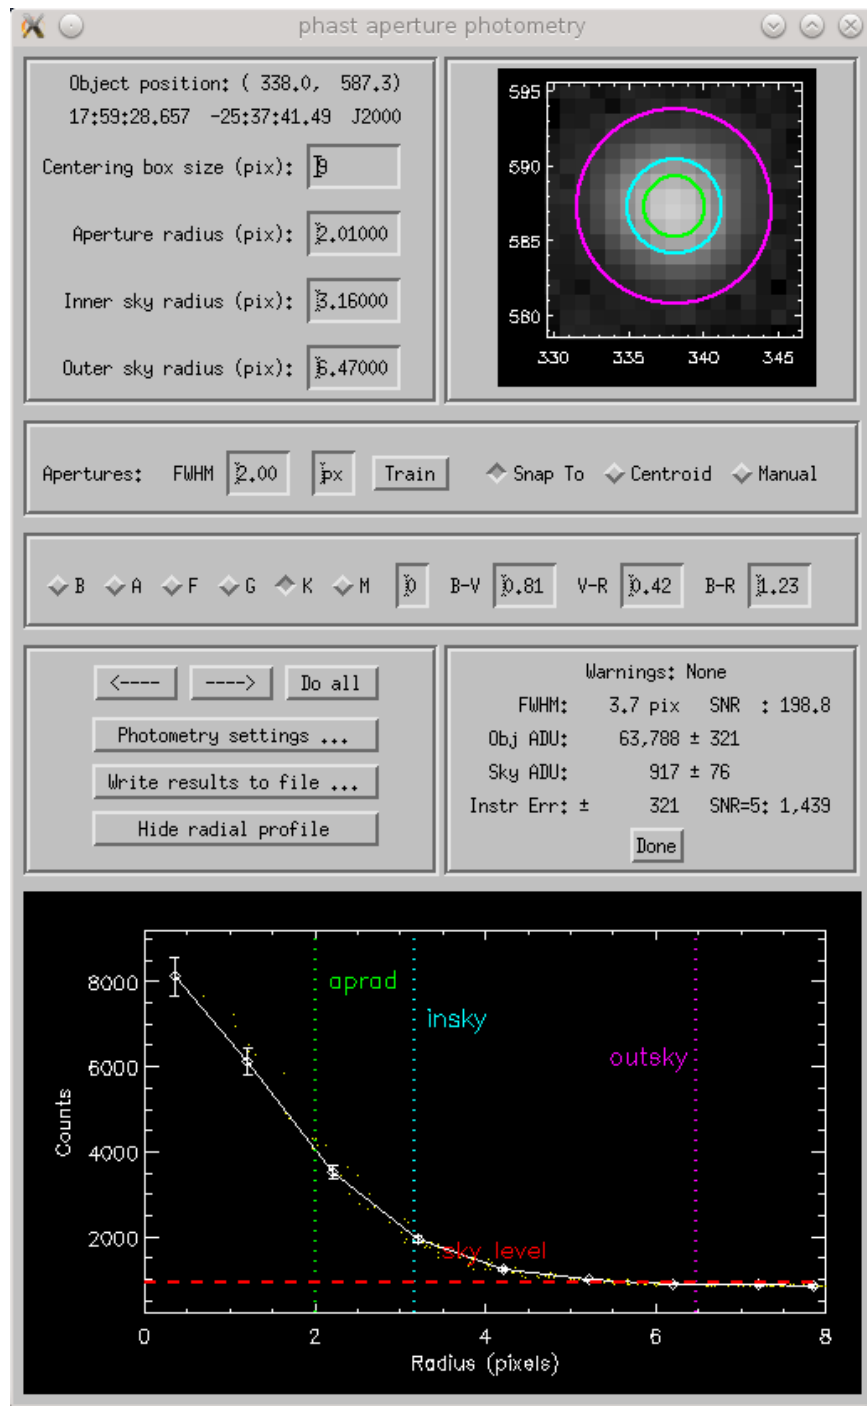 phast aperture photometry
Object position: ( 338.0, 587.3)
17:59:28.657 -25:37:41.49 J2000
Centering box size (pix): 9
Aperture radius (pix): 2.01000
Inner sky radius (pix): 3.16000
Outer sky radius (pix): 6.47000
595
590
585
580
330 335 340 345
Apertures: FWHM 2.00 px Train Snap To Centroid Manual
B A F G K M 0 B-V 0.81 V-R 0.42 B-R 1.23
<---- ----> Do all
Photometry settings ...
Write results to file ...
Hide radial profile
Warnings: None
FWHM: 3.7 pix SNR : 198.8
Obj ADU: 63,788 ± 321
Sky ADU: 917 ± 76
Instr Err: ± 321 SNR=5: 1,439
Done
8000
6000
4000
2000
Counts
aprad
insky
outsky
sky level
0 2 4 6 8
Radius (pixels)